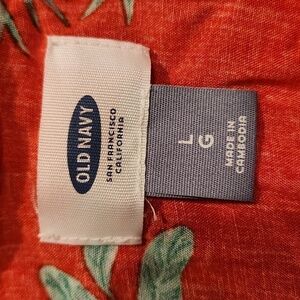 OLD NAVY
SAN FRANCISCO
CALIFORNIA
L
G
MADE IN
CAMBODIA